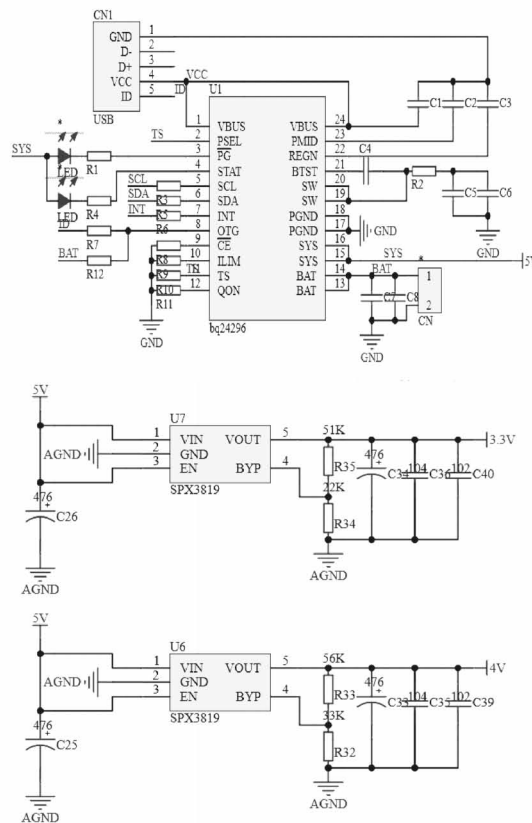 CN1
GND 1
D- 2
D+ 3
VCC 4 VCC
ID 5 ID
USB
U1
1 VBUS VBUS 24
TS 2 PSEL PMID 23
3 PG REGN 22
4 STAT BTST 21
SCL 5 SCL SW 20
SDA 6 SDA SW 19
INT 7 INT PGND 18
8 OTG PGND 17
9 CE SYS 16
10 ILIM SYS 15
TS 11 TS BAT 14
12 QON BAT 13
bq24296
* SYS
LED R1
LED R4
ID R7
BAT R12
R3
R5
R6
R8
R9
R10
R11
GND
C1 C2 C3
C4
R2
C5 C6
GND
GND
SYS * 5V
BAT 1
2
C7 C8 CN
GND
5V U7 51K
1 VIN VOUT 5 3.3V
AGND 2 GND
3 EN BYP 4
SPX3819
R35 476 + C34 104 C36 102 C40
22K
476 + C26 R34
AGND AGND
5V U6 56K
1 VIN VOUT 5 4V
AGND 2 GND
3 EN BYP 4
SPX3819
R33 476 + C33 104 C35 102 C39
33K
476 + C25 R32
AGND AGND